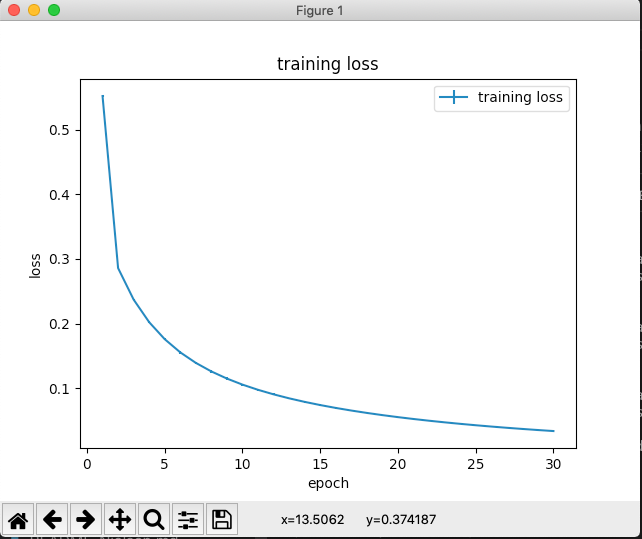 Figure 1
training loss
training loss
0.5
0.4
0.3
0.2
0.1
loss
0 5 10 15 20 25 30
epoch
x=13.5062 y=0.374187